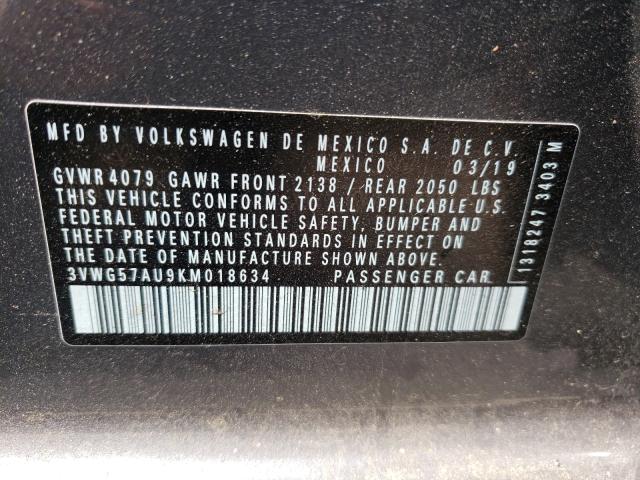 MFD BY VOLKSWAGEN DE MEXICO S.A. DE C.V.
MEXICO 03/19
GVWR 4079 GAWR FRONT 2138 / REAR 2050 LBS
THIS VEHICLE CONFORMS TO ALL APPLICABLE U.S.
FEDERAL MOTOR VEHICLE SAFETY, BUMPER AND
THEFT PREVENTION STANDARDS IN EFFECT ON
THE DATE OF MANUFACTURE SHOWN ABOVE.
3VWG57AU9KM018634 PASSENGER CAR
1318247 3403 M